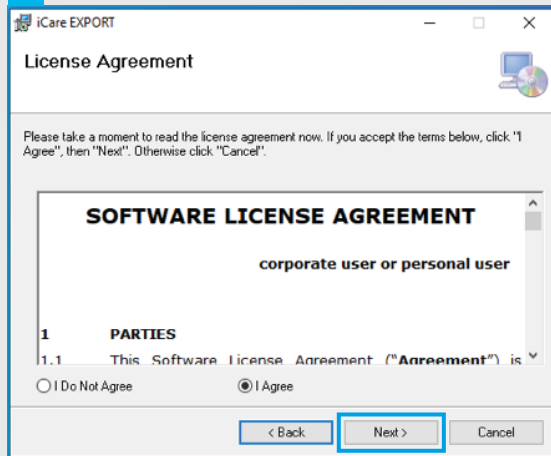 iCare EXPORT
License Agreement
Please take a moment to read the license agreement now. If you accept the terms below, click "I
Agree", then "Next". Otherwise click "Cancel".
SOFTWARE LICENSE AGREEMENT
corporate user or personal user
1 PARTIES
1.1 This Software License Agreement ("Agreement") is
I Do Not Agree I Agree
< Back Next > Cancel